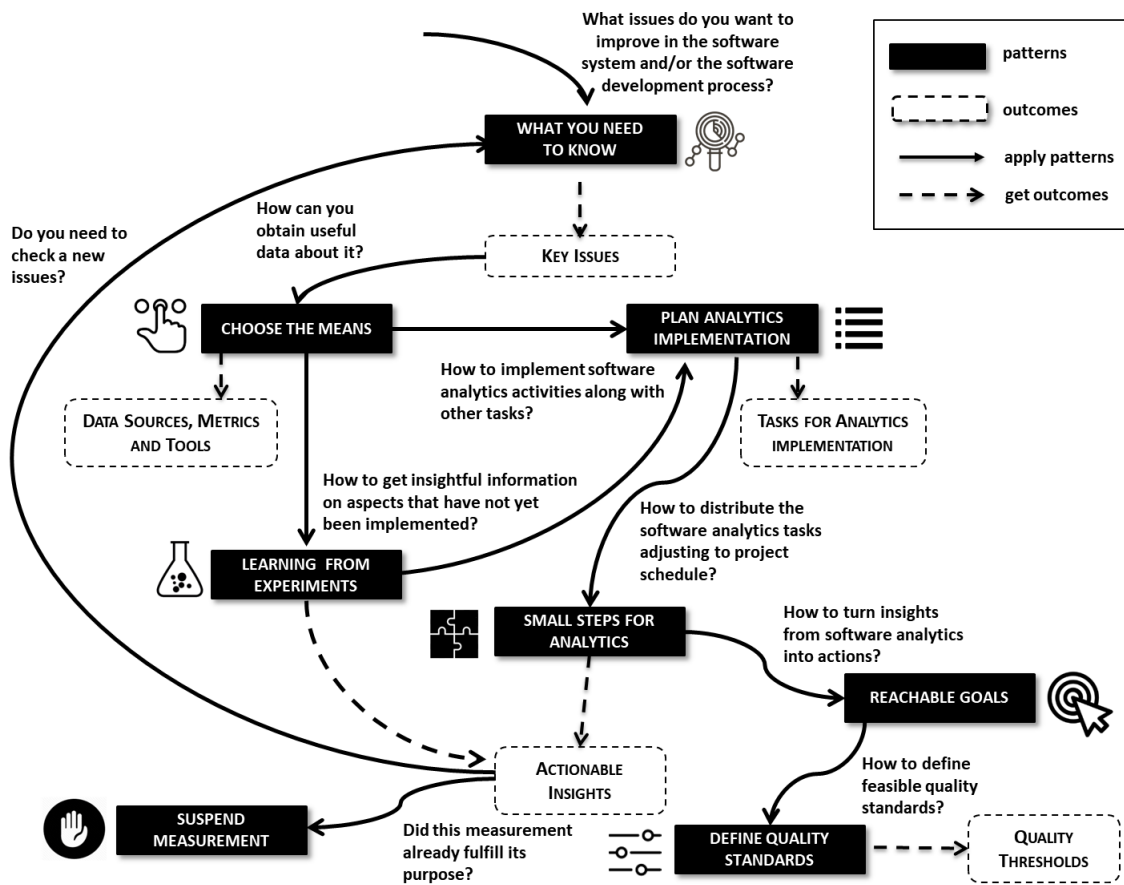 What issues do you want to
improve in the software
system and/or the software
development process?
patterns
outcomes
apply patterns
get outcomes
WHAT YOU NEED
TO KNOW
How can you
obtain useful
data about it?
Do you need to
check a new
issues?
KEY ISSUES
CHOOSE THE MEANS
PLAN ANALYTICS
IMPLEMENTATION
How to implement software
analytics activities along with
other tasks?
DATA SOURCES, METRICS
AND TOOLS
TASKS FOR ANALYTICS
IMPLEMENTATION
How to get insightful information
on aspects that have not yet
been implemented?
How to distribute the
software analytics tasks
adjusting to project
schedule?
LEARNING FROM
EXPERIMENTS
SMALL STEPS FOR
ANALYTICS
How to turn insights
from software analytics
into actions?
REACHABLE GOALS
ACTIONABLE
INSIGHTS
How to define
feasible quality
standards?
SUSPEND
MEASUREMENT
Did this measurement
already fulfill its
purpose?
DEFINE QUALITY
STANDARDS
QUALITY
THRESHOLDS